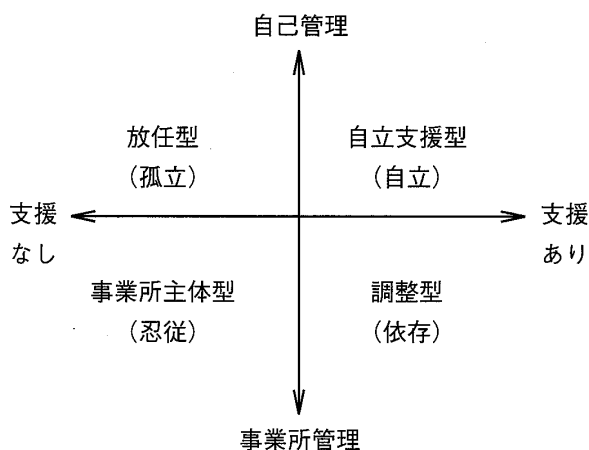 自己管理
放任型
(孤立)
自立支援型
(自立)
支援
なし
支援
あり
事業所主体型
(忍従)
調整型
(依存)
事業所管理